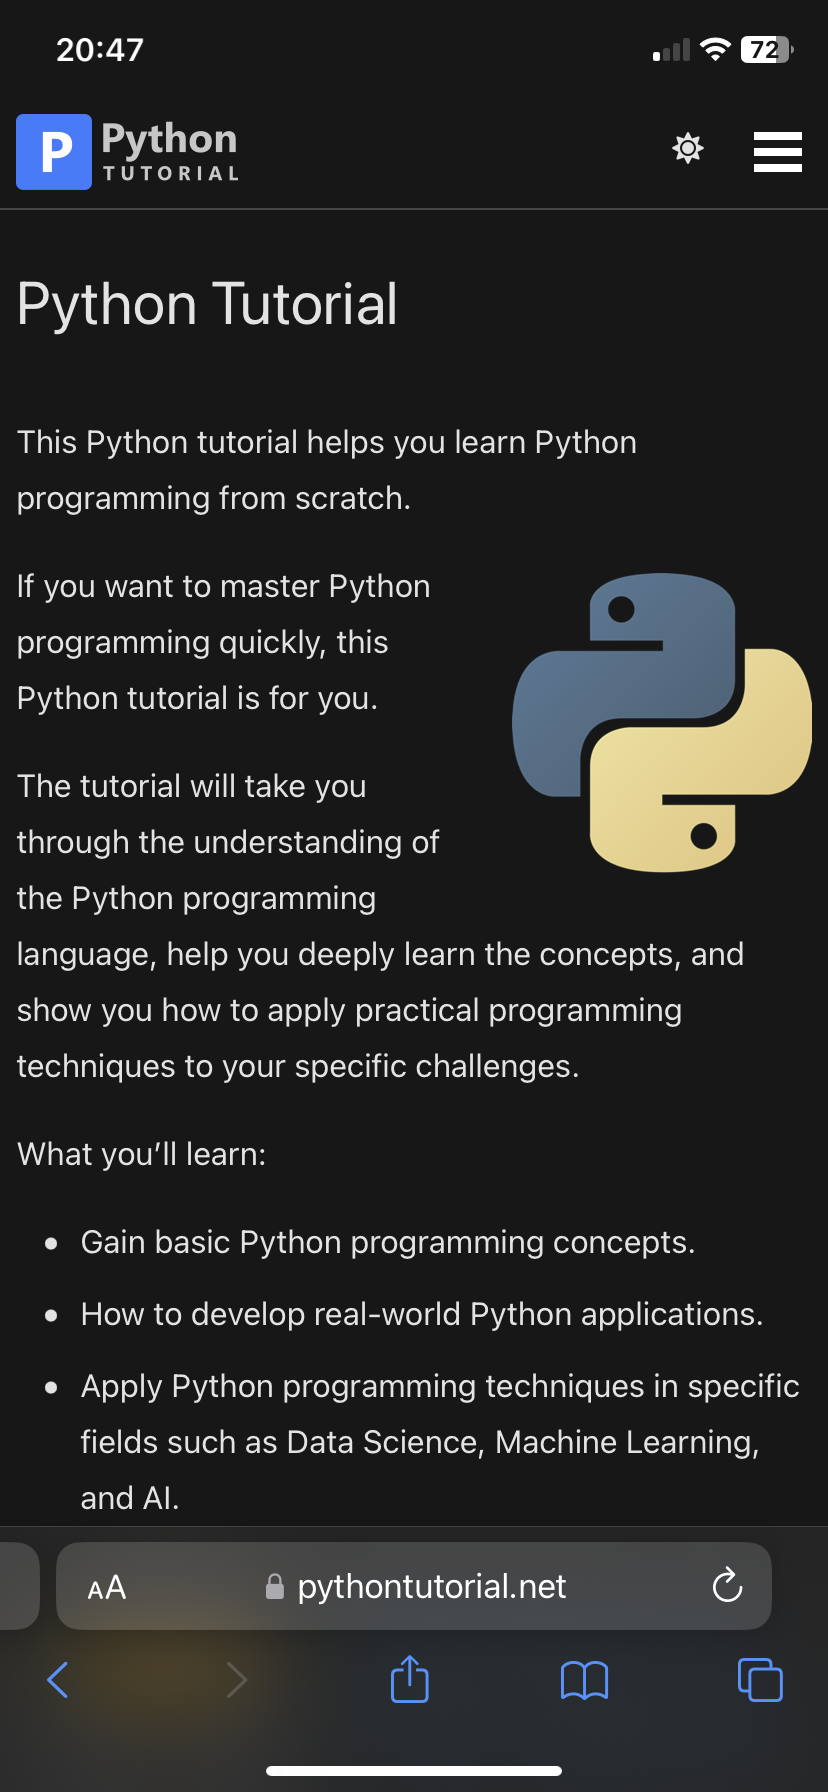 20:47
72
P Python
TUTORIAL
Python Tutorial
This Python tutorial helps you learn Python
programming from scratch.
If you want to master Python
programming quickly, this
Python tutorial is for you.
The tutorial will take you
through the understanding of
the Python programming
language, help you deeply learn the concepts, and
show you how to apply practical programming
techniques to your specific challenges.
What you’ll learn:
• Gain basic Python programming concepts.
• How to develop real-world Python applications.
• Apply Python programming techniques in specific
fields such as Data Science, Machine Learning,
and AI.
AA pythontutorial.net